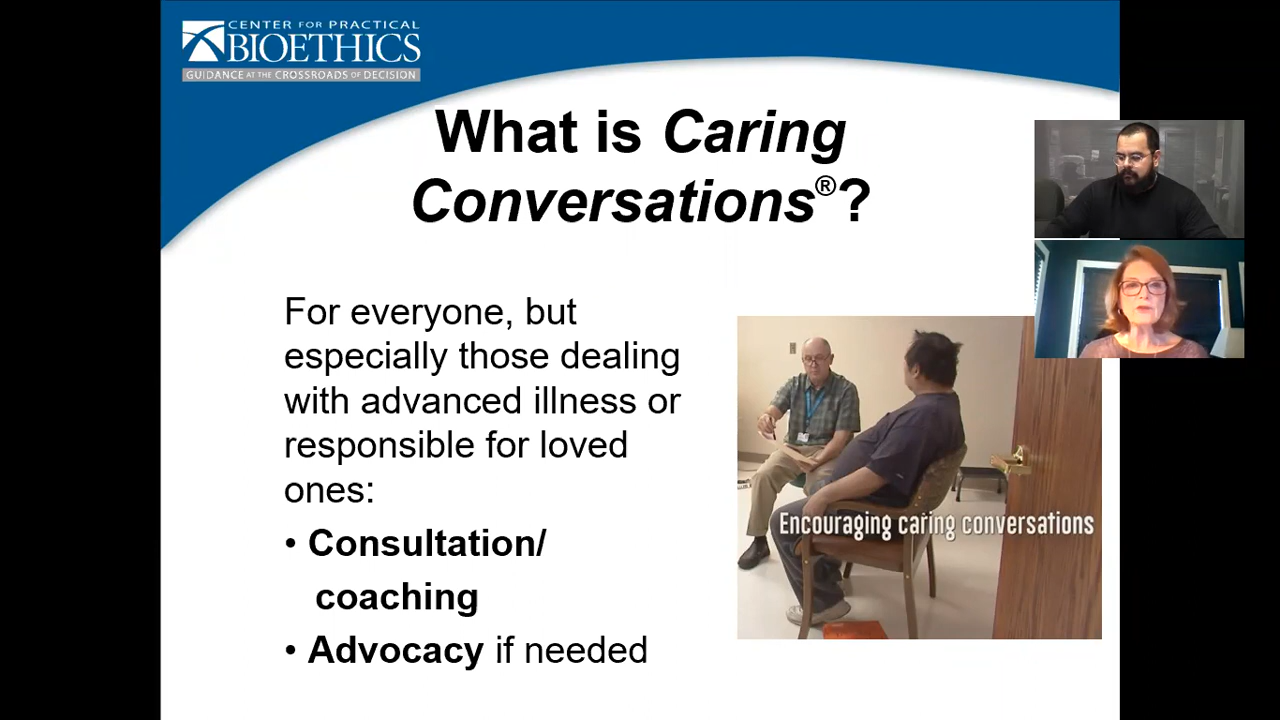 CENTER FOR PRACTICAL
BIOETHICS
GUIDANCE AT THE CROSSROADS OF DECISION
What is Caring
Conversations®?
For everyone, but
especially those dealing
with advanced illness or
responsible for loved
ones:
• Consultation/
coaching
• Advocacy if needed
Encouraging caring conversations